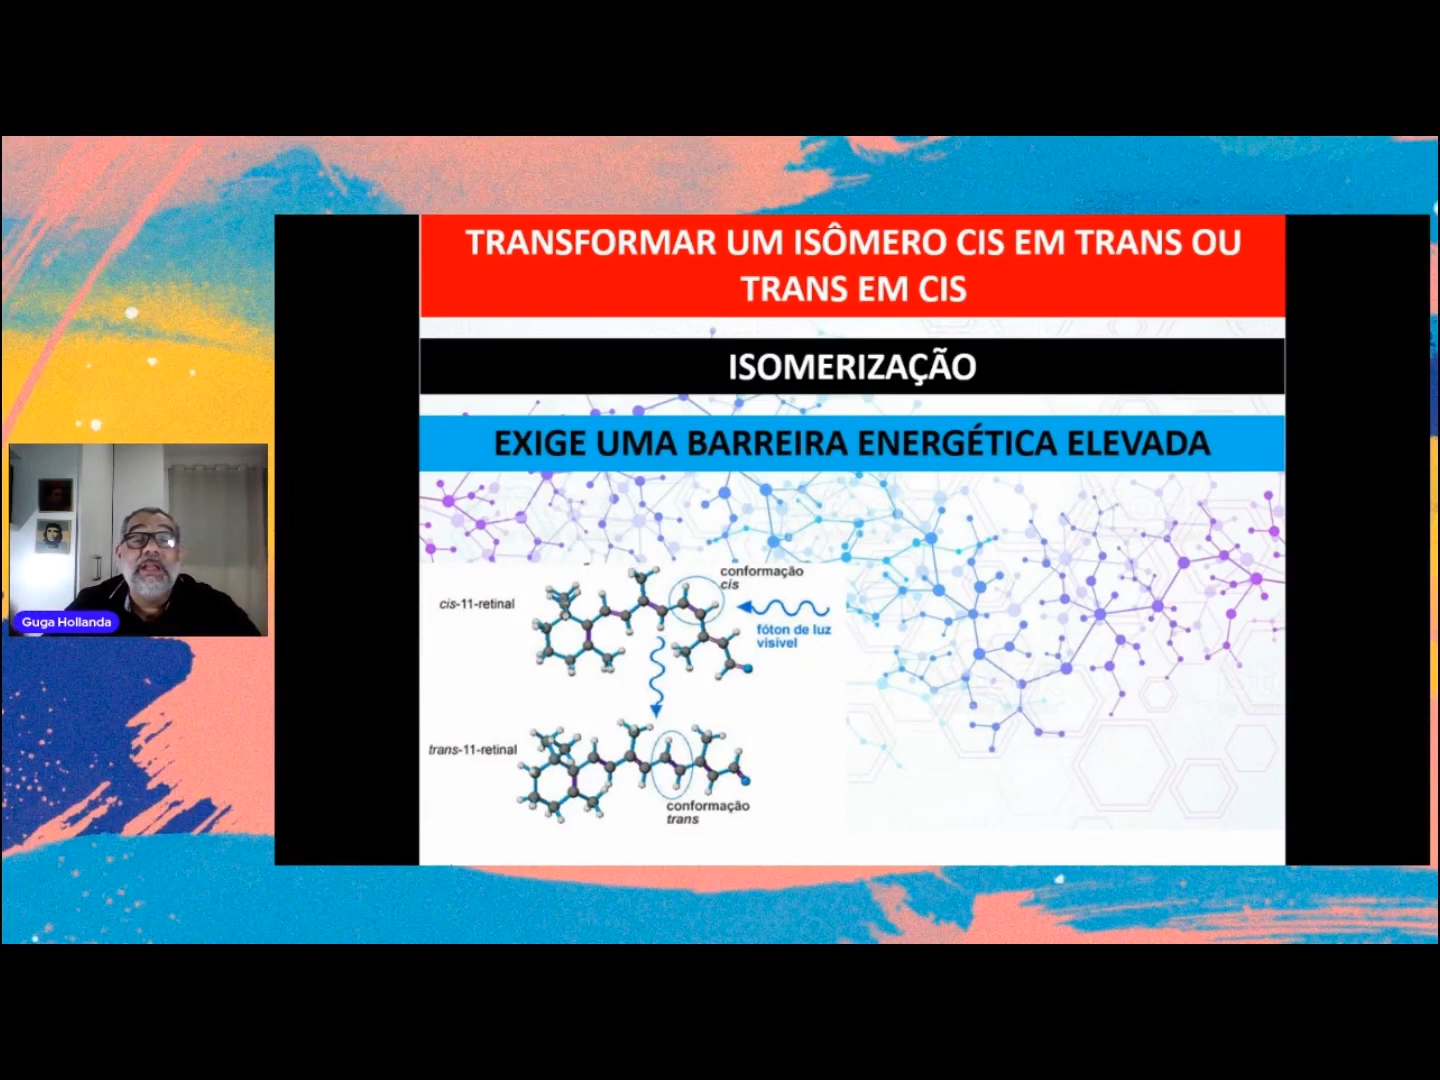 TRANSFORMAR UM ISÔMERO CIS EM TRANS OU
TRANS EM CIS
ISOMERIZAÇÃO
EXIGE UMA BARREIRA ENERGÉTICA ELEVADA
conformação
cis
cis-11-retinal
fóton de luz
visivel
Guga Hollanda
trans-11-retinal
conformação
trans